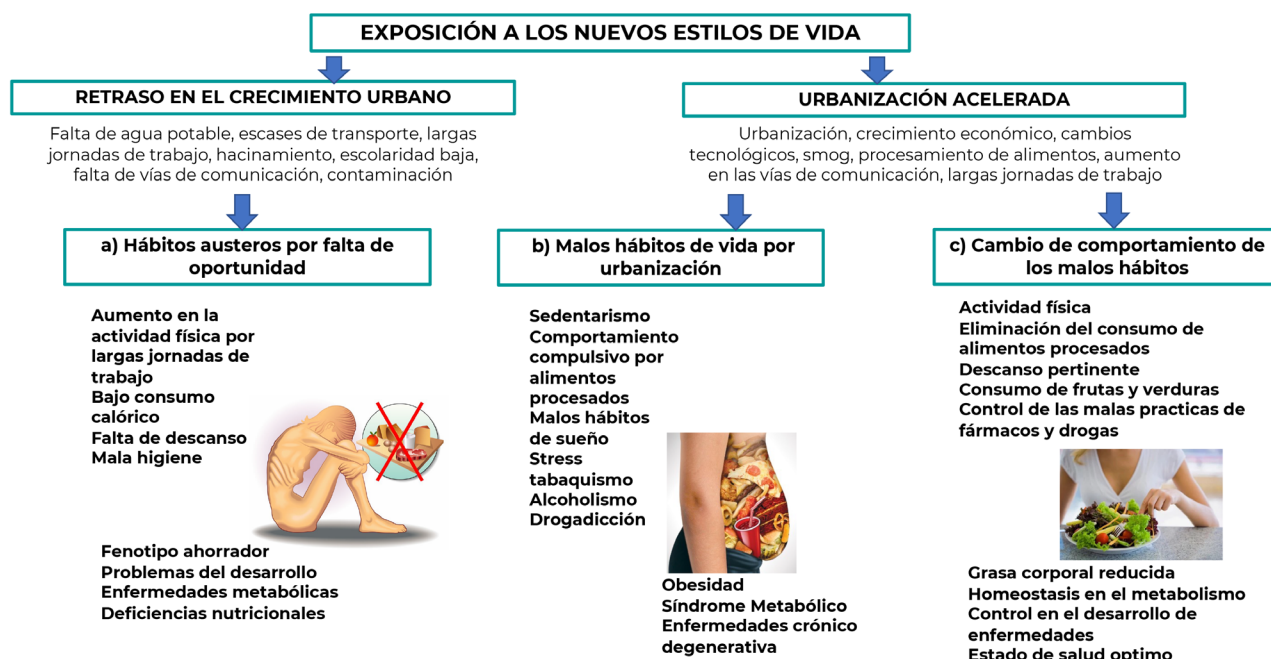 EXPOSICIÓN A LOS NUEVOS ESTILOS DE VIDA
RETRASO EN EL CRECIMIENTO URBANO
Falta de agua potable, escases de transporte, largas
jornadas de trabajo, hacinamiento, escolaridad baja,
falta de vías de comunicación, contaminación
URBANIZACIÓN ACELERADA
Urbanización, crecimiento económico, cambios
tecnológicos, smog, procesamiento de alimentos, aumento
en las vías de comunicación, largas jornadas de trabajo
a) Hábitos austeros por falta de
oportunidad
Aumento en la
actividad física por
largas jornadas de
trabajo
Bajo consumo
calórico
Falta de descanso
Mala higiene
Fenotipo ahorrador
Problemas del desarrollo
Enfermedades metabólicas
Deficiencias nutricionales
b) Malos hábitos de vida por
urbanización
Sedentarismo
Comportamiento
compulsivo por
alimentos
procesados
Malos hábitos
de sueño
Stress
tabaquismo
Alcoholismo
Drogadicción
Obesidad
Síndrome Metabólico
Enfermedades crónico
degenerativa
c) Cambio de comportamiento de
los malos hábitos
Actividad física
Eliminación del consumo de
alimentos procesados
Descanso pertinente
Consumo de frutas y verduras
Control de las malas practicas de
fármacos y drogas
Grasa corporal reducida
Homeostasis en el metabolismo
Control en el desarrollo de
enfermedades
Estado de salud optimo